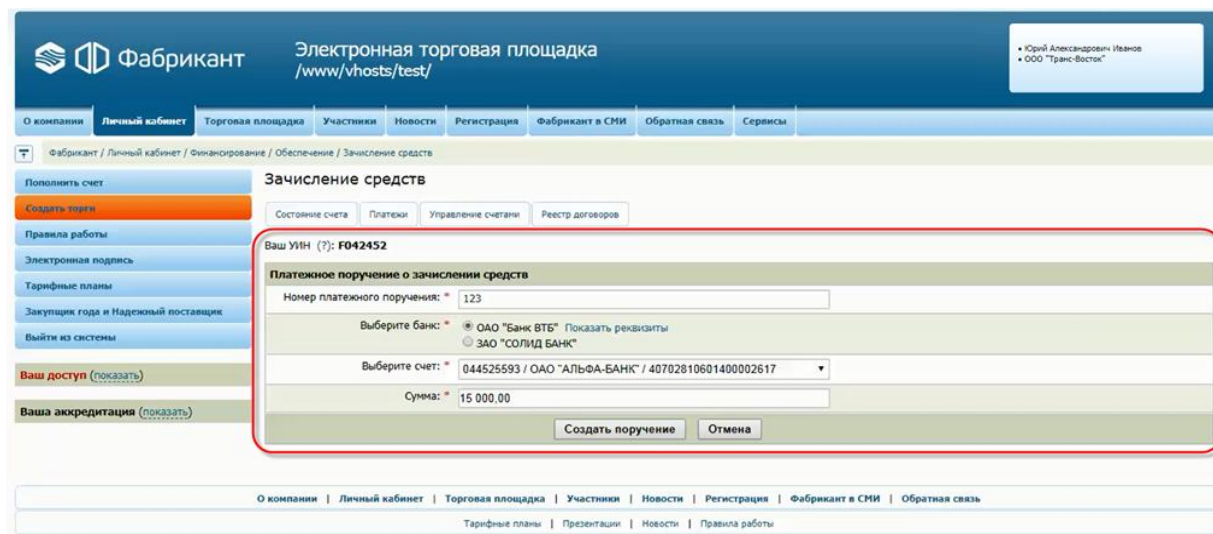 Фабрикант
Электронная торговая площадка
/www/vhosts/test/
• Юрий Александрович Иванов
• ООО "Транс-Восток"
О компании Личный кабинет Торговая площадка Участники Новости Регистрация Фабрикант в СМИ Обратная связь Сервисы
Фабрикант / Личный кабинет / Финансирование / Обеспечение / Зачисление средств
Пополнить счет
Создать торги
Правила работы
Электронная подпись
Тарифные планы
Закупщик года и Надежный поставщик
Выйти из системы
Ваш доступ (показать)
Ваша аккредитация (показать)
Зачисление средств
Состояние счета Платежи Управление счетами Реестр договоров
Ваш УИН (?): F042452
Платежное поручение о зачислении средств
Номер платежного поручения: * 123
Выберите банк: * ОАО "Банк ВТБ" Показать реквизиты
ЗАО "СОЛИД БАНК"
Выберите счет: * 044525593 / ОАО "АЛЬФА-БАНК" / 40702810601400002617
Сумма: * 15 000,00
Создать поручение Отмена
О компании | Личный кабинет | Торговая площадка | Участники | Новости | Регистрация | Фабрикант в СМИ | Обратная связь
Тарифные планы | Презентации | Новости | Правила работы